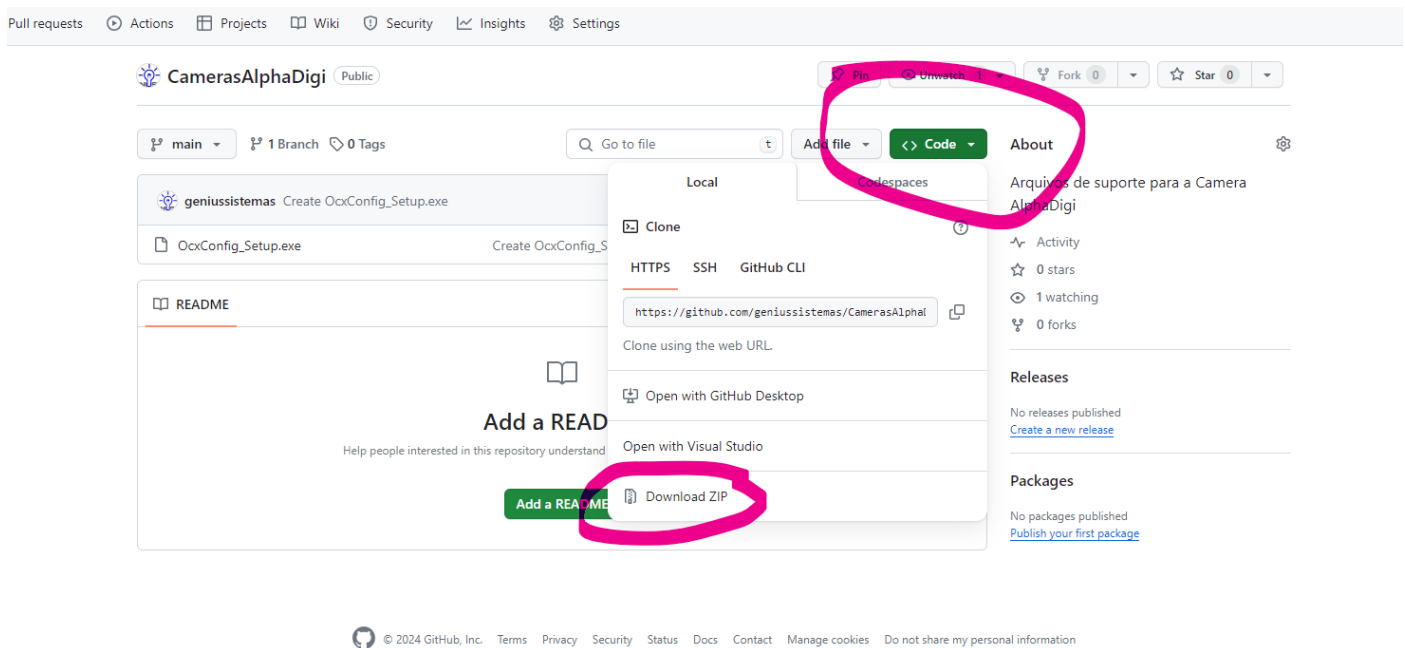 Pull requests Actions Projects Wiki Security Insights Settings
CamerasAlphaDigi Public Pin Unwatch 1 Fork 0 Star 0
main 1 Branch 0 Tags Go to file t Add file <> Code About
Local Codespaces
geniussistemas Create OcxConfig_Setup.exe
Arquivos de suporte para a Camera
AlphaDigi
Clone
OcxConfig_Setup.exe Create OcxConfig_S
Activity
HTTPS SSH GitHub CLI
0 stars
README
1 watching
https://github.com/geniussistemas/CamerasAlpha
0 forks
Clone using the web URL.
Releases
Open with GitHub Desktop
No releases published
Create a new release
Add a READ
Help people interested in this repository understand
Open with Visual Studio
Packages
Download ZIP
Add a README
No packages published
Publish your first package
© 2024 GitHub, Inc. Terms Privacy Security Status Docs Contact Manage cookies Do not share my personal information